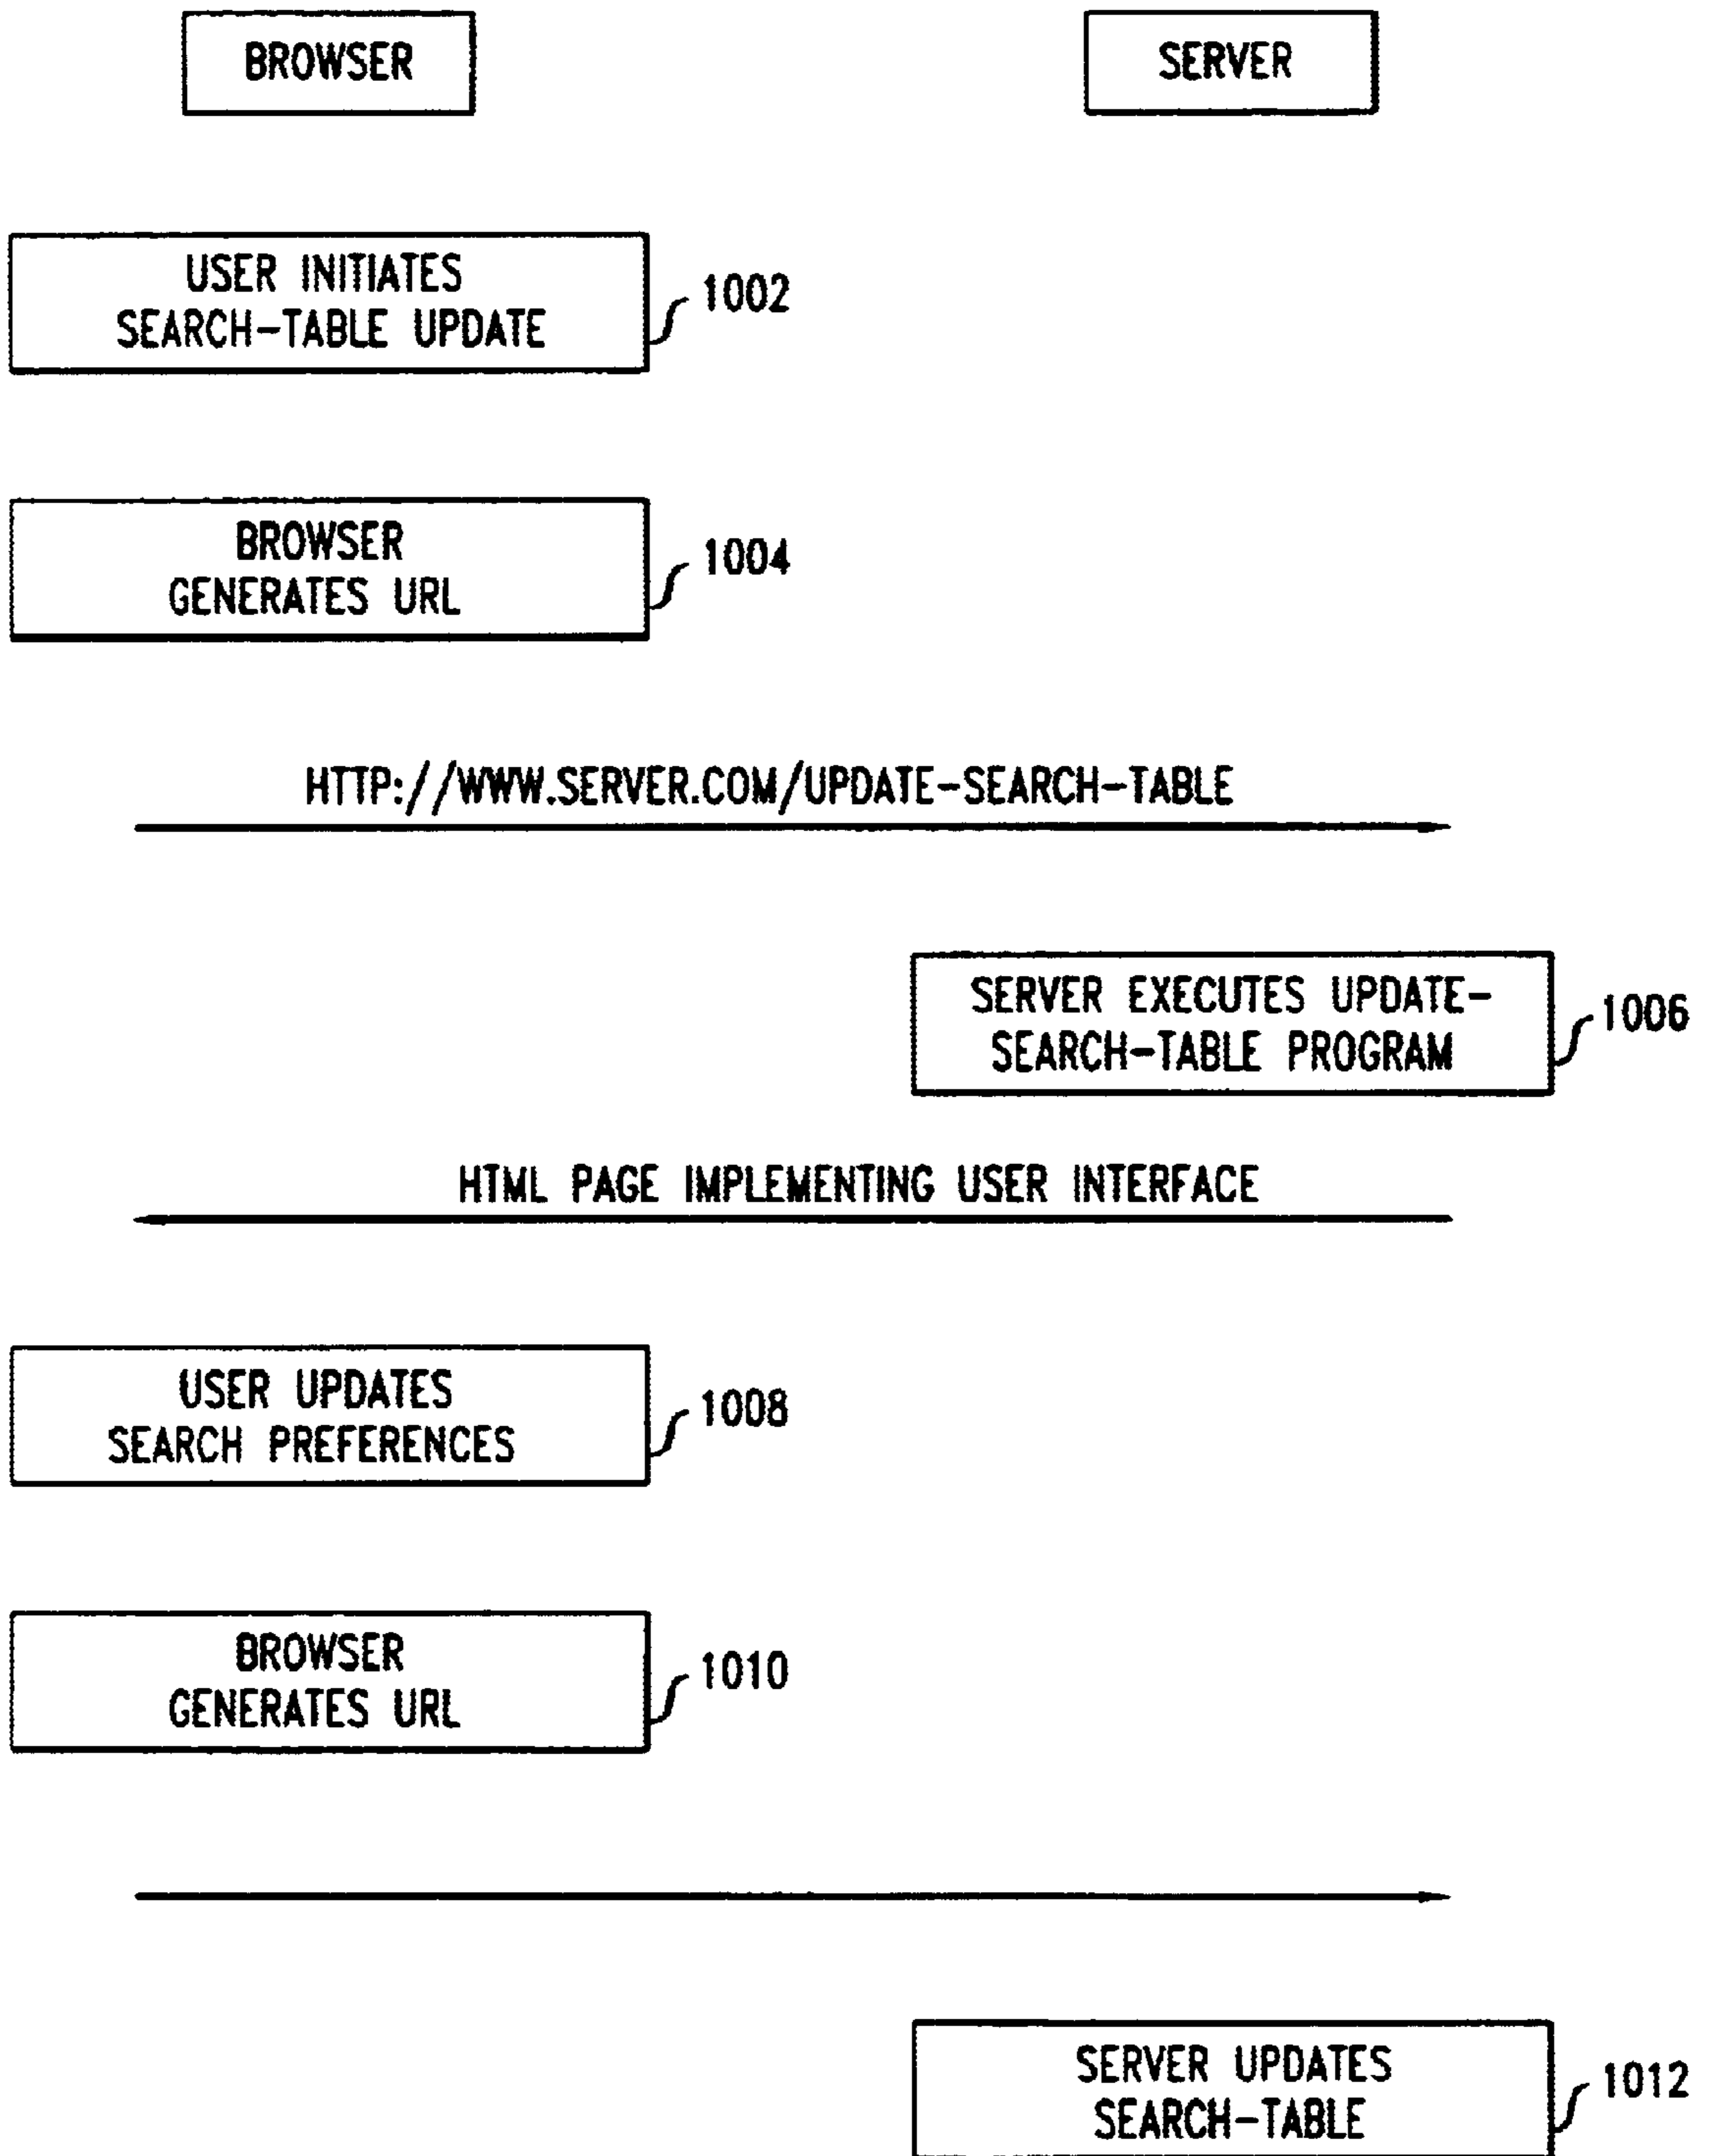 BROWSER
SERVER
USER INITIATES
SEARCH-TABLE UPDATE
1002
BROWSER
GENERATES URL
1004
HTTP://WWW.SERVER.COM/UPDATE-SEARCH-TABLE
SERVER EXECUTES UPDATE-
SEARCH-TABLE PROGRAM
1006
HTML PAGE IMPLEMENTING USER INTERFACE
USER UPDATES
SEARCH PREFERENCES
1008
BROWSER
GENERATES URL
1010
SERVER UPDATES
SEARCH-TABLE
1012